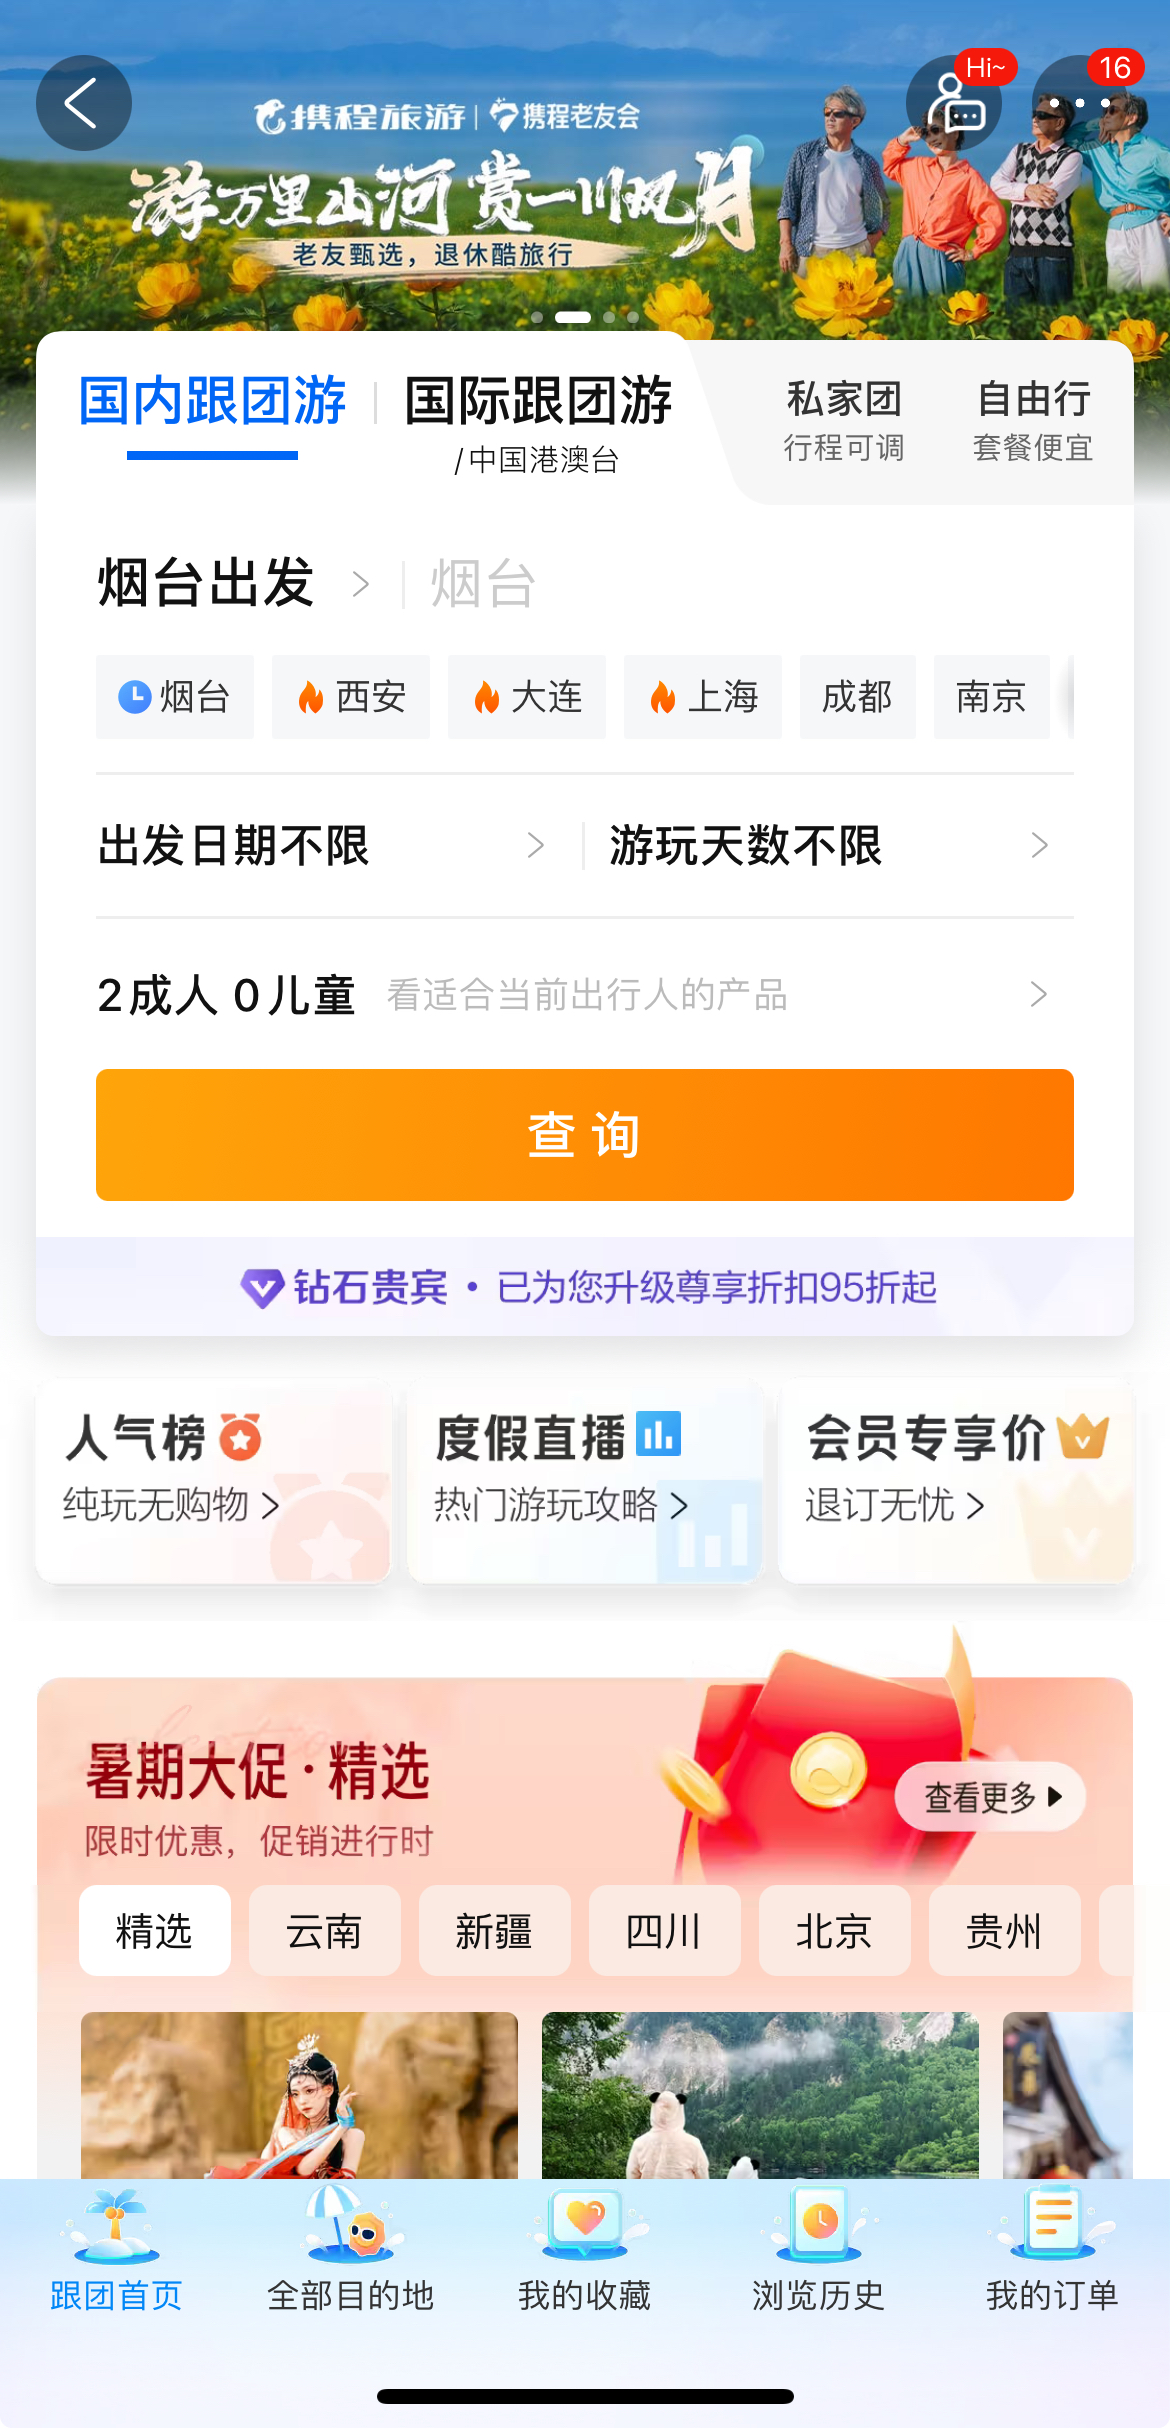 Hi~
16
携程旅游 | 携程老友会
游万里山河 赏一川风月
老友甄选，退休酷旅行
国内跟团游 国际跟团游
/中国港澳台
私家团 自由行
行程可调 套餐便宜
烟台出发 烟台
烟台 西安 大连 上海 成都 南京
出发日期不限 游玩天数不限
2成人 0儿童 看适合当前出行人的产品
查询
钻石贵宾 • 已为您升级尊享折扣95折起
人气榜 度假直播 会员专享价
纯玩无购物 > 热门游玩攻略 > 退订无忧 >
暑期大促·精选
查看更多
限时优惠，促销进行时
精选 云南 新疆 四川 北京 贵州
跟团首页 全部目的地 我的收藏 浏览历史 我的订单